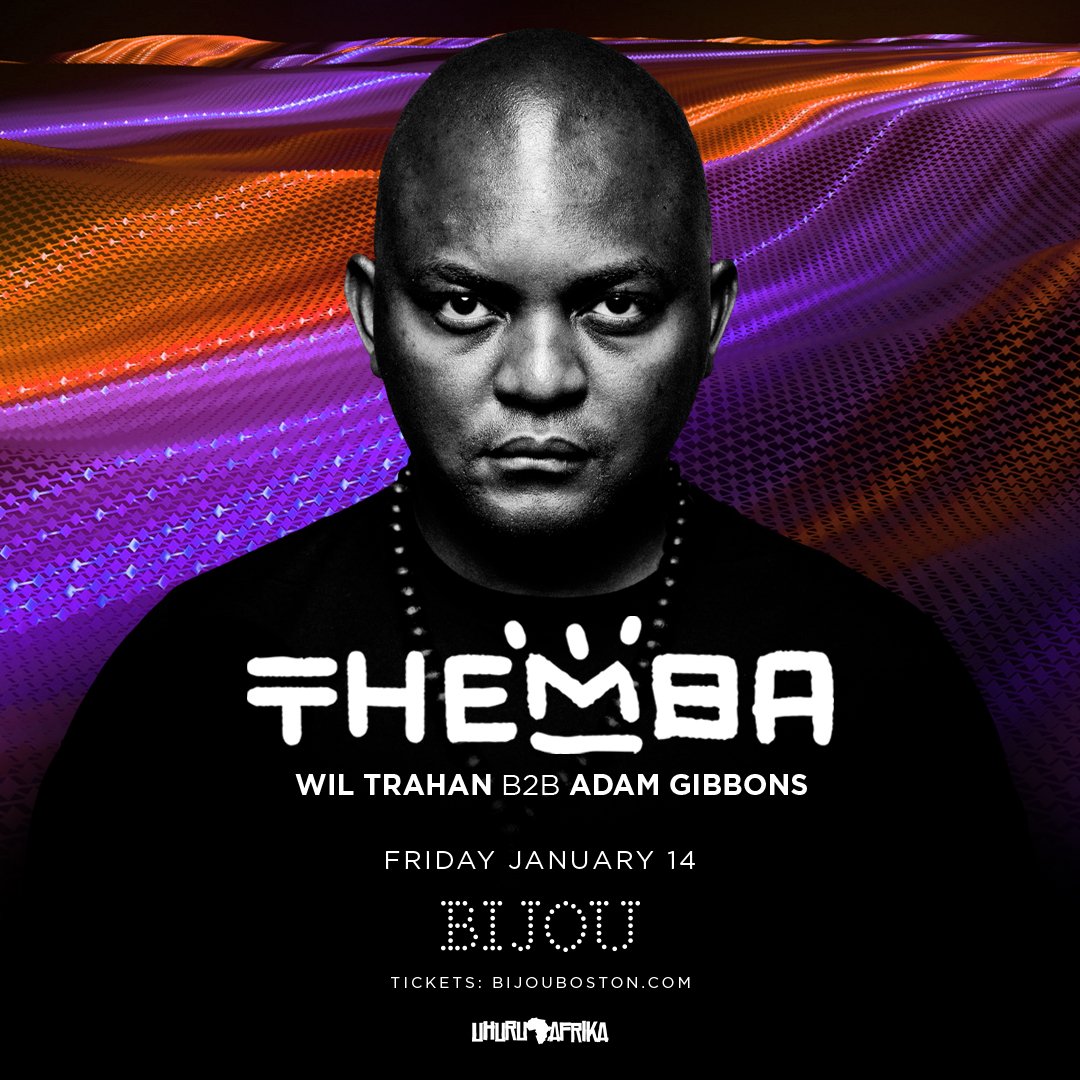 THEMBA
WIL TRAHAN B2B ADAM GIBBONS
FRIDAY JANUARY 14
BIJOU
TICKETS: BIJOUBOSTON.COM
UHURU AFRIKA